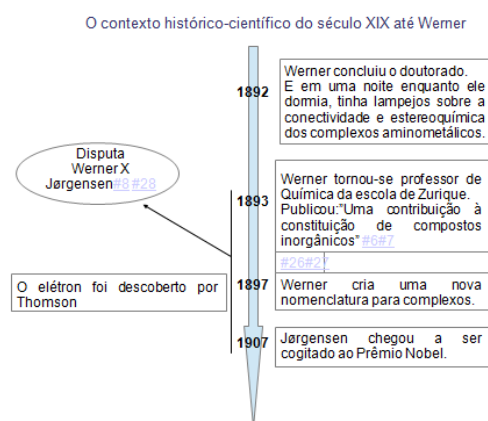 O contexto histórico-científico do século XIX até Werner
1892
Werner concluiu o doutorado.
E em uma noite enquanto ele
dormia, tinha lampejos sobre a
conectividade e estereoquímica
dos complexos aminometálicos.
Disputa
Werner X
Jørgensen#8 #28
1893
Werner tornou-se professor de
Química da escola de Zurique.
Publicou:"Uma contribuição à
constituição de compostos
inorgânicos" #6#7
#26#27
O elétron foi descoberto por
Thomson
1897
Werner cria uma nova
nomenclatura para complexos.
1907
Jørgensen chegou a ser
cogitado ao Prêmio Nobel.